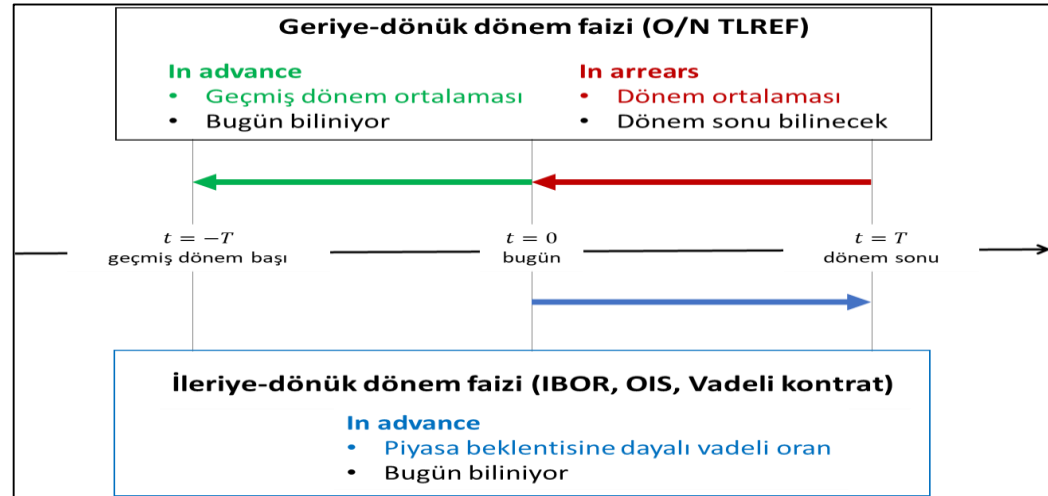 Geriye-dönük dönem faizi (O/N TLREF)
In advance
• Geçmiş dönem ortalaması
• Bugün biliniyor
In arrears
• Dönem ortalaması
• Dönem sonu bilinecek
t = −T
geçmiş dönem başı
t = 0
bugün
t = T
dönem sonu
İleriye-dönük dönem faizi (IBOR, OIS, Vadeli kontrat)
In advance
• Piyasa beklentisine dayalı vadeli oran
• Bugün biliniyor